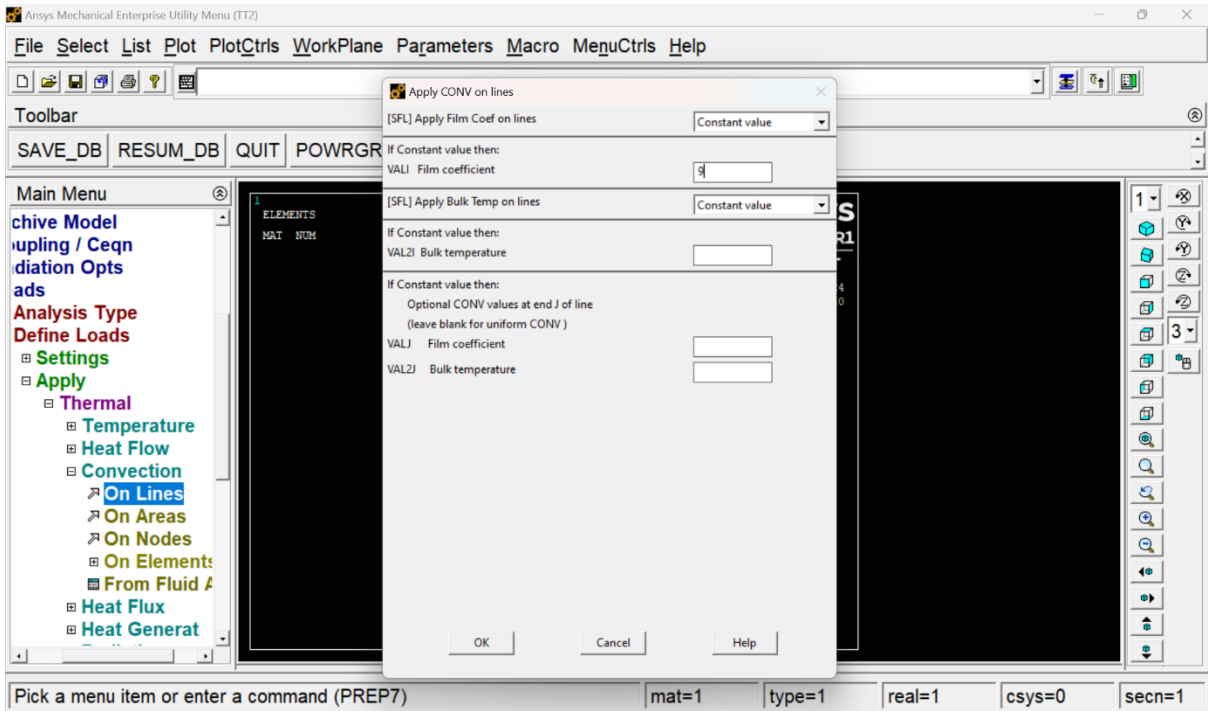 Ansys Mechanical Enterprise Utility Menu (TT2)
File Select List Plot PlotCtrls WorkPlane Parameters Macro MenuCtrls Help
Toolbar
SAVE_DB RESUM_DB QUIT POWRGR
Main Menu
chive Model
upling / Ceqn
diation Opts
ads
Analysis Type
Define Loads
Settings
Apply
Thermal
Temperature
Heat Flow
Convection
On Lines
On Areas
On Nodes
On Elements
From Fluid A
Heat Flux
Heat Generat
1
ELEMENTS
MAT NUM
Apply CONV on lines
[SFL] Apply Film Coef on lines Constant value
If Constant value then:
VALI Film coefficient 9
[SFL] Apply Bulk Temp on lines Constant value
If Constant value then:
VAL2I Bulk temperature
If Constant value then:
Optional CONV values at end J of line
(leave blank for uniform CONV )
VALJ Film coefficient
VAL2J Bulk temperature
OK Cancel Help
S
R1
4
0
1
3
Pick a menu item or enter a command (PREP7) mat=1 type=1 real=1 csys=0 secn=1